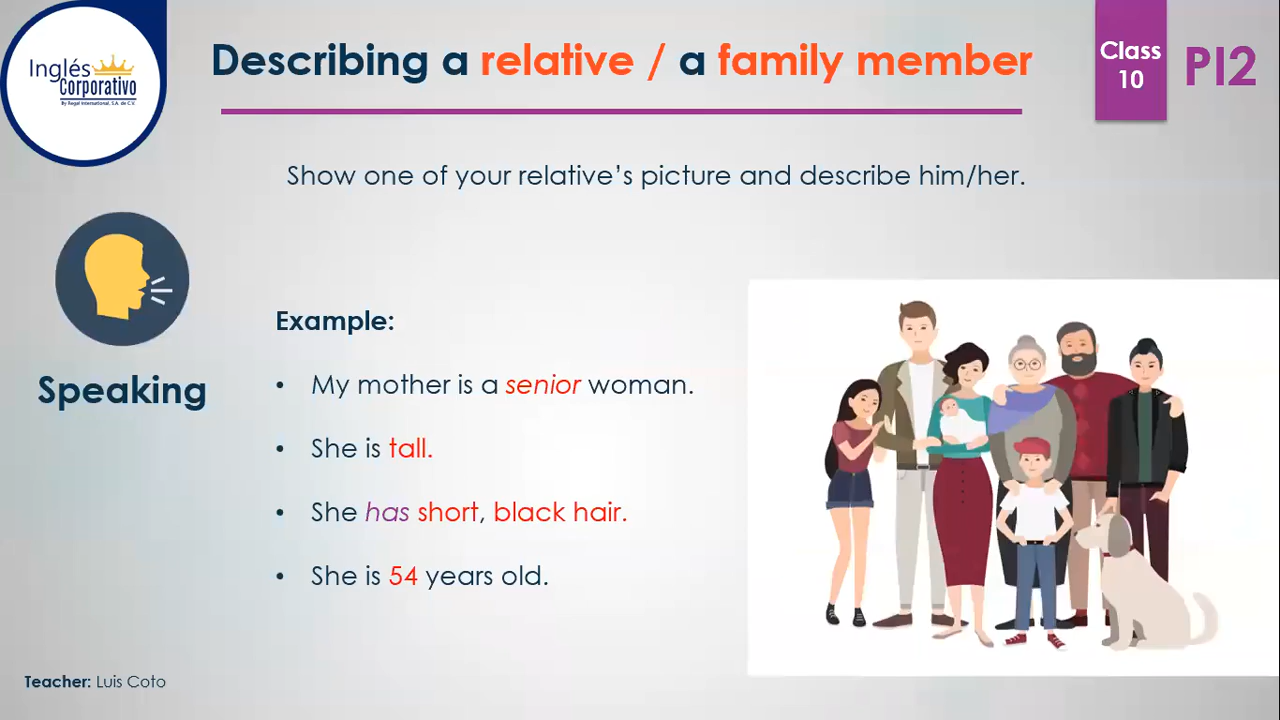 Inglés
Corporativo
By Regal International, S.A. de C.V.
Describing a relative / a family member
Class
10
PI2
Show one of your relative’s picture and describe him/her.
Speaking
Example:
• My mother is a senior woman.
• She is tall.
• She has short, black hair.
• She is 54 years old.
Teacher: Luis Coto